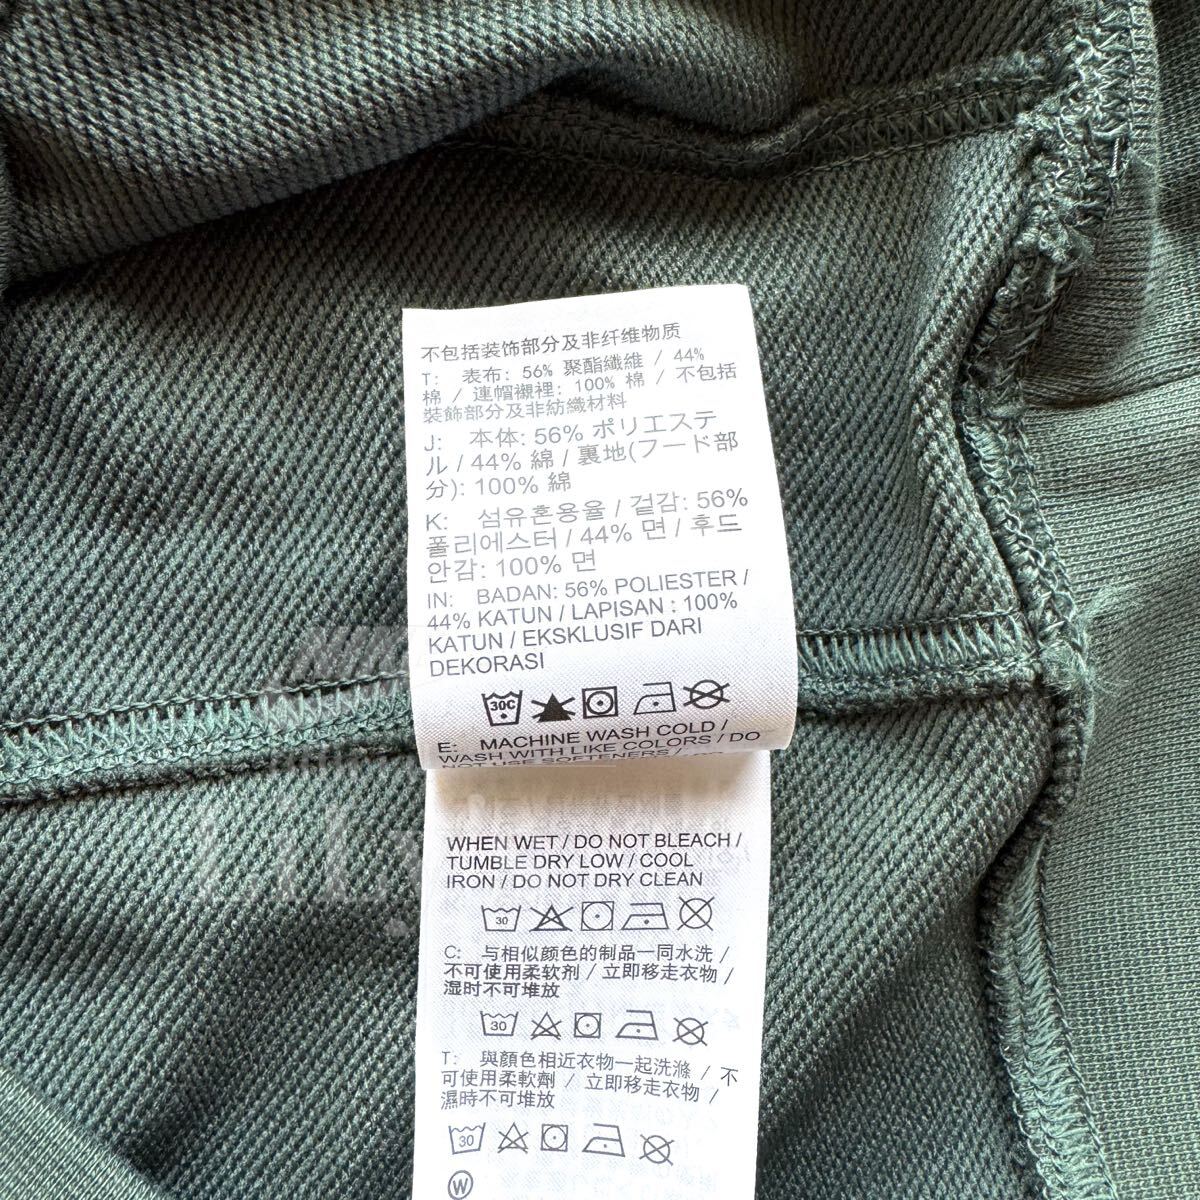 不包括装饰部分及非纤维物质
T: 表布: 56% 聚酯纖維 / 44%
棉 / 連帽襯裡: 100% 棉 / 不包括
裝飾部分及非紡織材料
J: 本体: 56% ポリエステ
ル / 44% 綿 / 裏地(フード部
分): 100% 綿
K: 섬유혼용율 / 겉감: 56%
폴리에스터 / 44% 면 / 후드
안감: 100% 면
IN: BADAN: 56% POLIESTER /
44% KATUN / LAPISAN : 100%
KATUN / EKSKLUSIF DARI
DEKORASI
30C
E: MACHINE WASH COLD /
WASH WITH LIKE COLORS / DO
NOT USE SOFTENERS /
WHEN WET / DO NOT BLEACH /
TUMBLE DRY LOW / COOL
IRON / DO NOT DRY CLEAN
30
C: 与相似颜色的制品一同水洗 /
不可使用柔软剂 / 立即移走衣物 /
湿时不可堆放
30
T: 與顏色相近衣物一起洗滌 / 不
可使用柔軟劑 / 立即移走衣物 /
濕時不可堆放
30
W